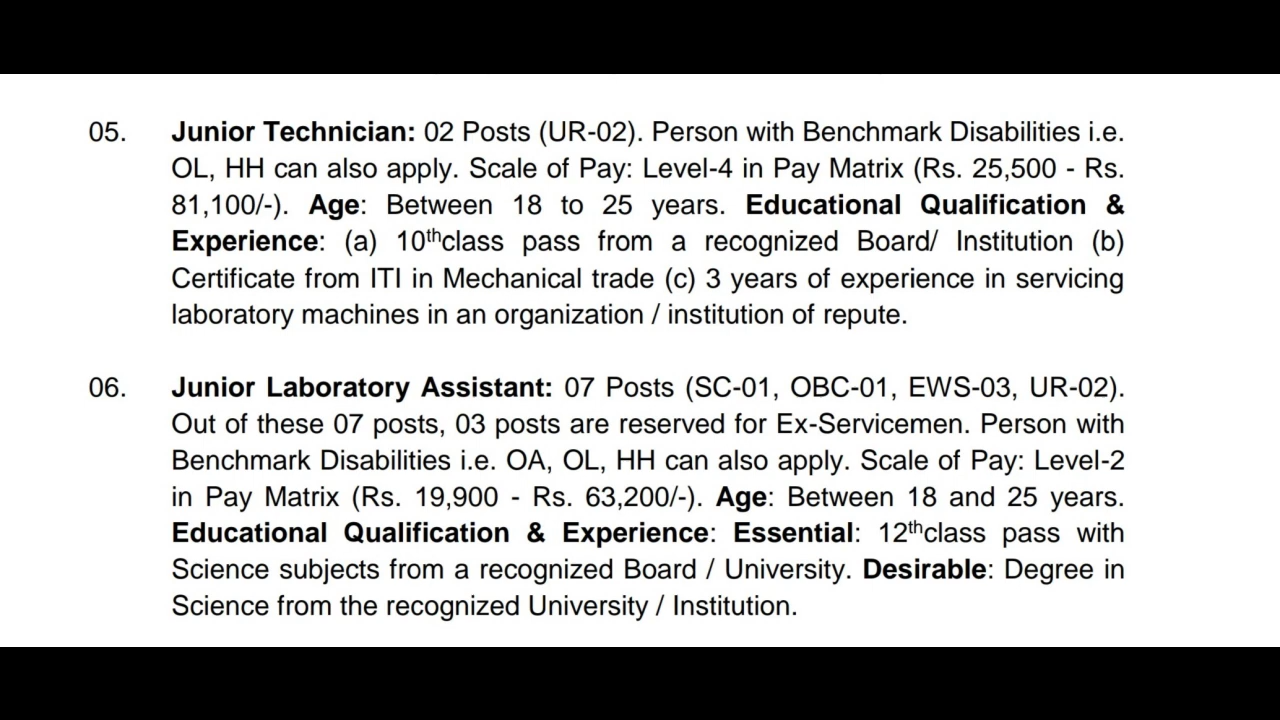 05. Junior Technician: 02 Posts (UR-02). Person with Benchmark Disabilities i.e.
OL, HH can also apply. Scale of Pay: Level-4 in Pay Matrix (Rs. 25,500 - Rs.
81,100/-). Age: Between 18 to 25 years. Educational Qualification &
Experience: (a) 10thclass pass from a recognized Board/ Institution (b)
Certificate from ITI in Mechanical trade (c) 3 years of experience in servicing
laboratory machines in an organization / institution of repute.
06. Junior Laboratory Assistant: 07 Posts (SC-01, OBC-01, EWS-03, UR-02).
Out of these 07 posts, 03 posts are reserved for Ex-Servicemen. Person with
Benchmark Disabilities i.e. OA, OL, HH can also apply. Scale of Pay: Level-2
in Pay Matrix (Rs. 19,900 - Rs. 63,200/-). Age: Between 18 and 25 years.
Educational Qualification & Experience: Essential: 12thclass pass with
Science subjects from a recognized Board / University. Desirable: Degree in
Science from the recognized University / Institution.